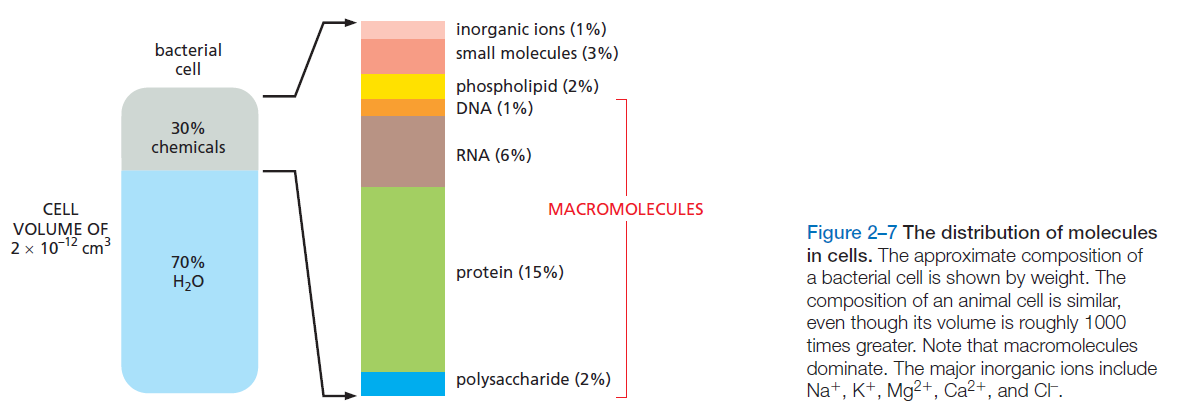 bacterial
cell
30%
chemicals
CELL
VOLUME OF
2 × 10⁻¹² cm³
70%
H₂O
inorganic ions (1%)
small molecules (3%)
phospholipid (2%)
DNA (1%)
RNA (6%)
MACROMOLECULES
protein (15%)
polysaccharide (2%)
Figure 2–7 The distribution of molecules
in cells. The approximate composition of
a bacterial cell is shown by weight. The
composition of an animal cell is similar,
even though its volume is roughly 1000
times greater. Note that macromolecules
dominate. The major inorganic ions include
Na⁺, K⁺, Mg²⁺, Ca²⁺, and Cl⁻.